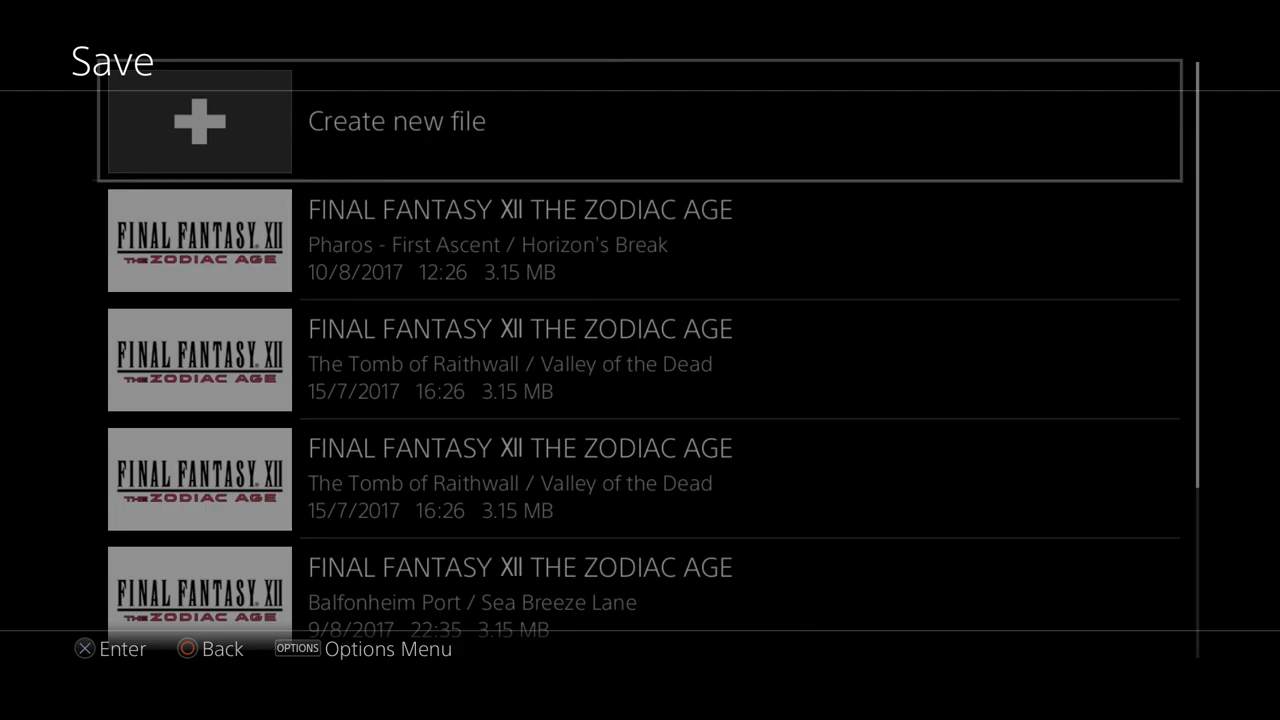 Save
Create new file
FINAL FANTASY XII THE ZODIAC AGE
Pharos - First Ascent / Horizon's Break
10/8/2017 12:26 3.15 MB
FINAL FANTASY XII
THE ZODIAC AGE
FINAL FANTASY XII THE ZODIAC AGE
The Tomb of Raithwall / Valley of the Dead
15/7/2017 16:26 3.15 MB
FINAL FANTASY XII
THE ZODIAC AGE
FINAL FANTASY XII THE ZODIAC AGE
The Tomb of Raithwall / Valley of the Dead
15/7/2017 16:26 3.15 MB
FINAL FANTASY XII
THE ZODIAC AGE
FINAL FANTASY XII THE ZODIAC AGE
Balfonheim Port / Sea Breeze Lane
9/8/2017 22:35 3.15 MB
FINAL FANTASY XII
THE ZODIAC AGE
Enter Back OPTIONS Options Menu